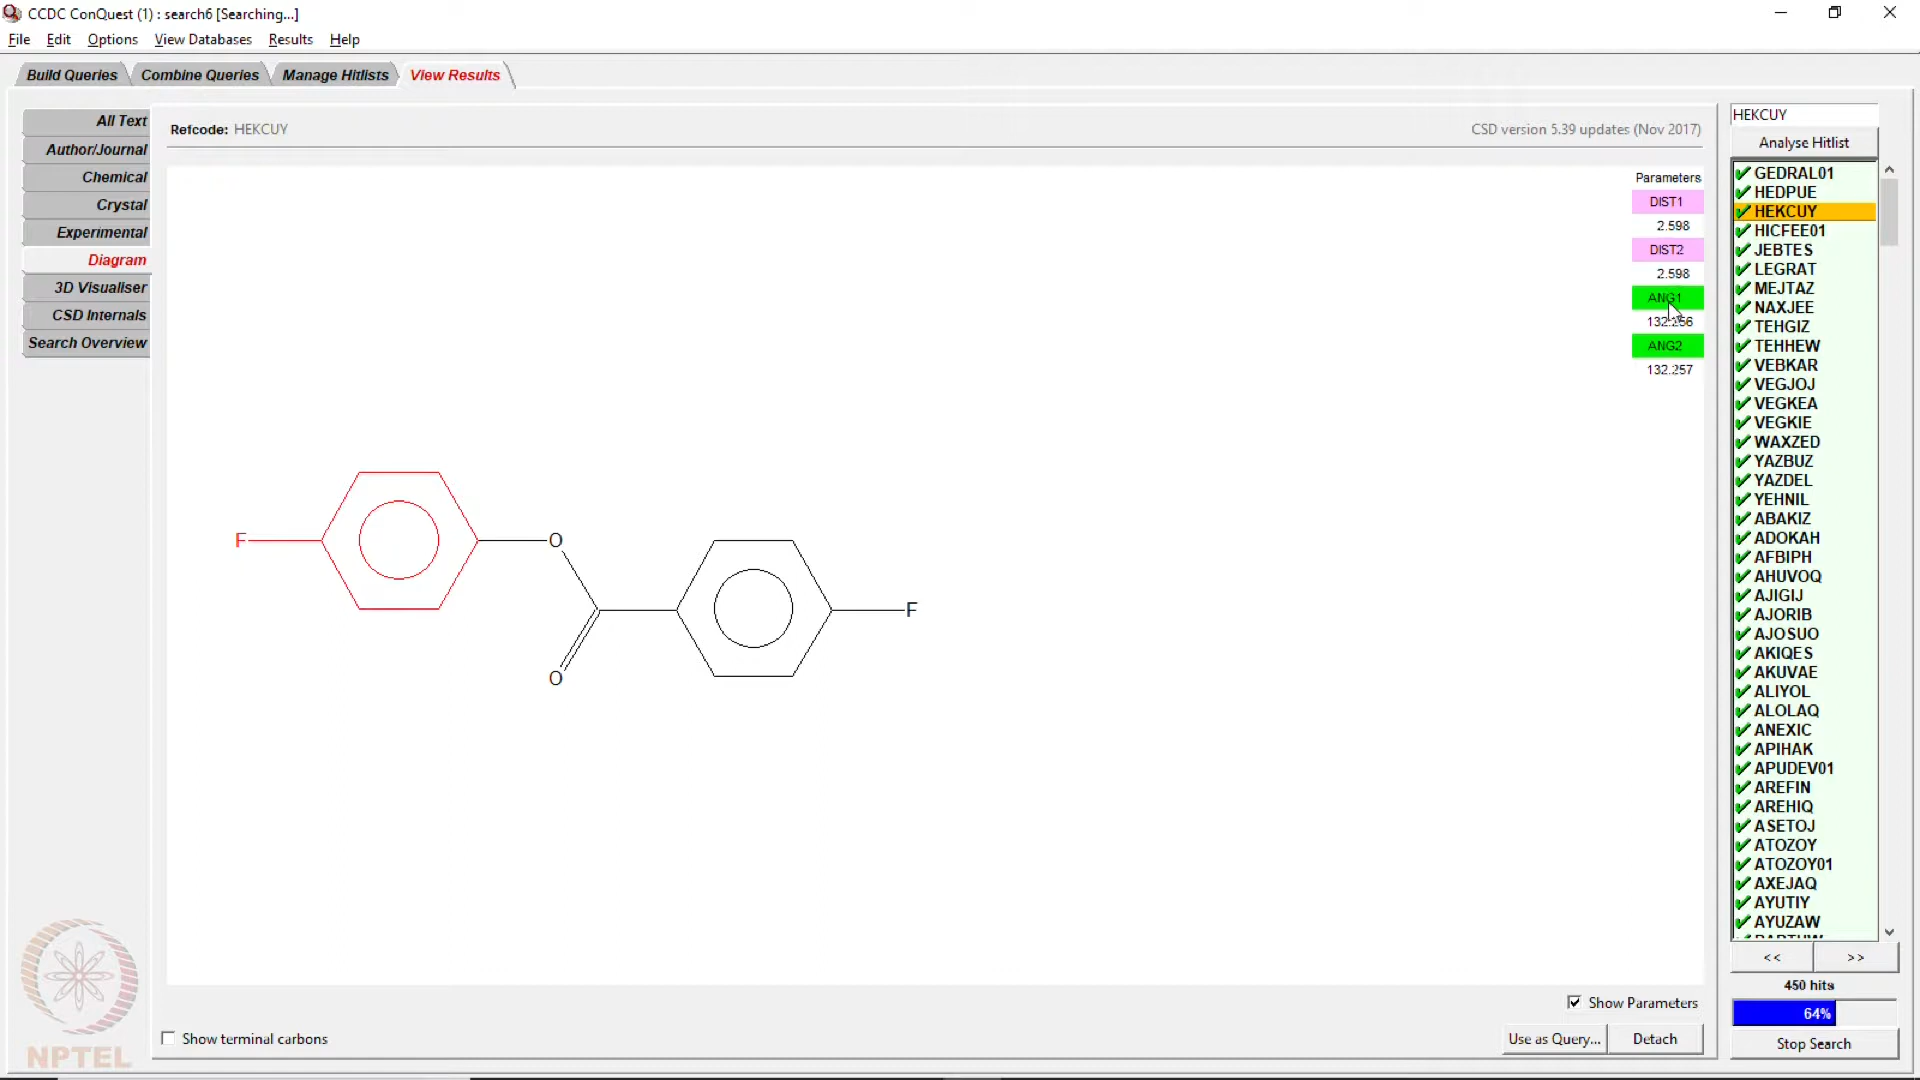 CCDC ConQuest (1) : search6 [Searching...]
File Edit Options View Databases Results Help
Build Queries Combine Queries Manage Hitlists View Results
All Text
Author/Journal
Chemical
Crystal
Experimental
Diagram
3D Visualiser
CSD Internals
Search Overview
Refcode: HEKCUY
CSD version 5.39 updates (Nov 2017)
Parameters
DIST1
2.598
DIST2
2.598
ANG1
132.256
ANG2
132.257
F
O
O
F
HEKCUY
Analyse Hitlist
GEDRAL01
HEDPUE
HEKCUY
HICFEE01
JEBTES
LEGRAT
MEJTAZ
NAXJEE
TEHGIZ
TEHHEW
VEBKAR
VEGJOJ
VEGKEA
VEGKIE
WAXZED
YAZBUZ
YAZDEL
YEHNIL
ABAKIZ
ADOKAH
AFBIPH
AHUVOQ
AJIGIJ
AJORIB
AJOSUO
AKIQES
AKUVAE
ALIYOL
ALOLAQ
ANEXIC
APIHAK
APUDEV01
AREFIN
AREHIQ
ASETOJ
ATOZOY
ATOZOY01
AXEJAQ
AYUTIY
AYUZAW
<< >>
450 hits
64%
Stop Search
Show Parameters
Show terminal carbons
Use as Query... Detach
NPTEL